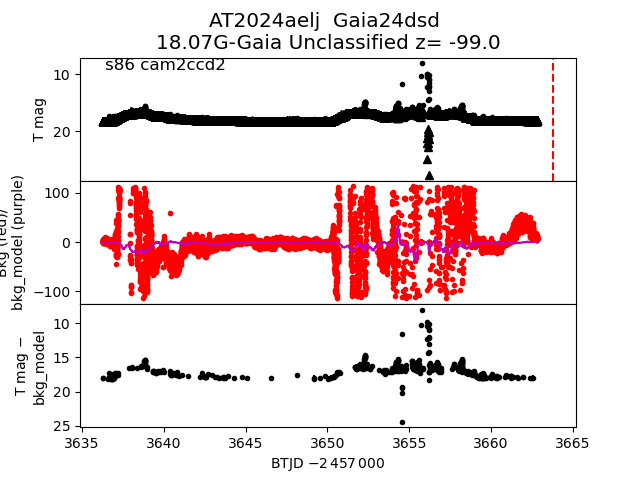 AT2024aelj  Gaia24dsd
18.07G-Gaia Unclassified z= -99.0
s86 cam2ccd2
T mag
10
20
Bkg (red)/
bkg_model (purple)
100
0
−100
T mag −
bkg_model
10
15
20
25
3635 3640 3645 3650 3655 3660 3665
BTJD −2 457 000